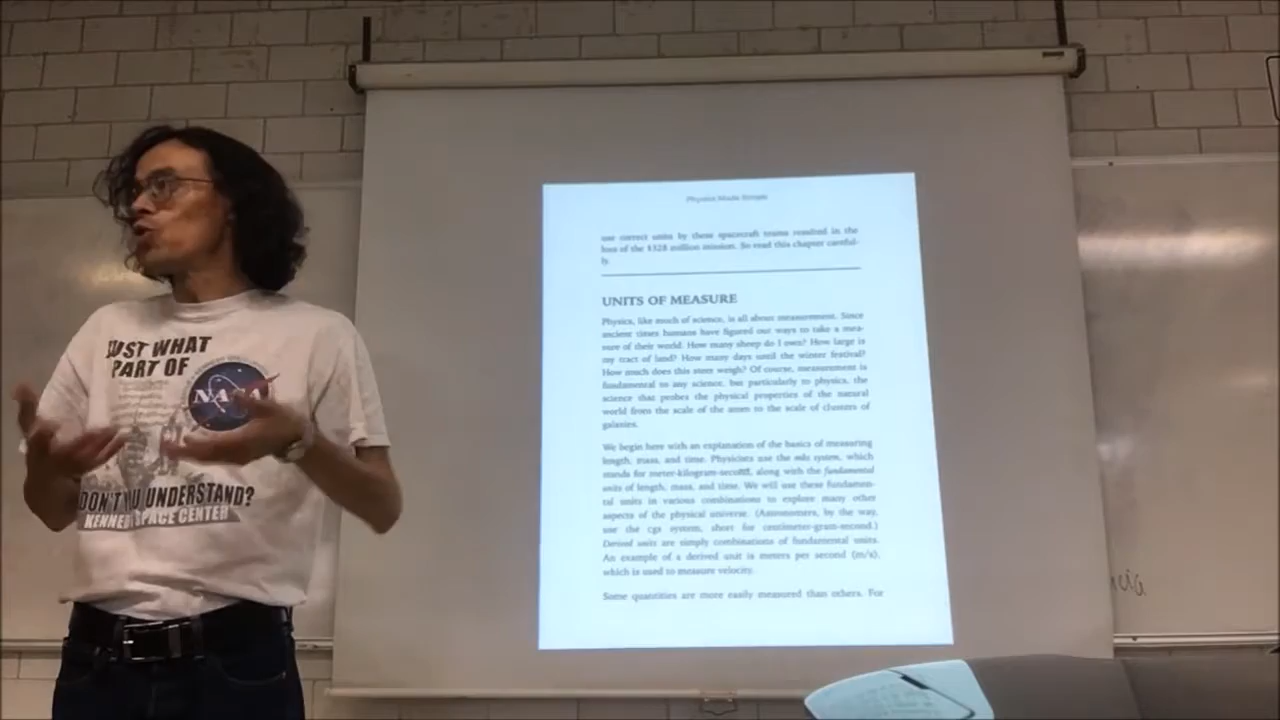 Physics Made Simple
use correct units by these spacecraft teams resulted in the
loss of the $328 million mission. So read this chapter careful-
ly.
UNITS OF MEASURE
Physics, like much of science, is all about measurement. Since
ancient times humans have figured our ways to take a mea-
sure of their world. How many sheep do I own? How large is
my tract of land? How many days until the winter festival?
How much does this steer weigh? Of course, measurement is
fundamental to any science, but particularly to physics, the
science that probes the physical properties of the natural
world from the scale of the atom to the scale of clusters of
galaxies.
We begin here with an explanation of the basics of measuring
length, mass, and time. Physicists use the mks system, which
stands for meter-kilogram-second, along with the fundamental
units of length, mass, and time. We will use these fundamen-
tal units in various combinations to explore many other
aspects of the physical universe. (Astronomers, by the way,
use the cgs system, short for centimeter-gram-second.)
Derived units are simply combinations of fundamental units.
An example of a derived unit is meters per second (m/s),
which is used to measure velocity.
Some quantities are more easily measured than others. For
JUST WHAT
PART OF
NASA
DON'T YOU UNDERSTAND?
KENNEDY SPACE CENTER